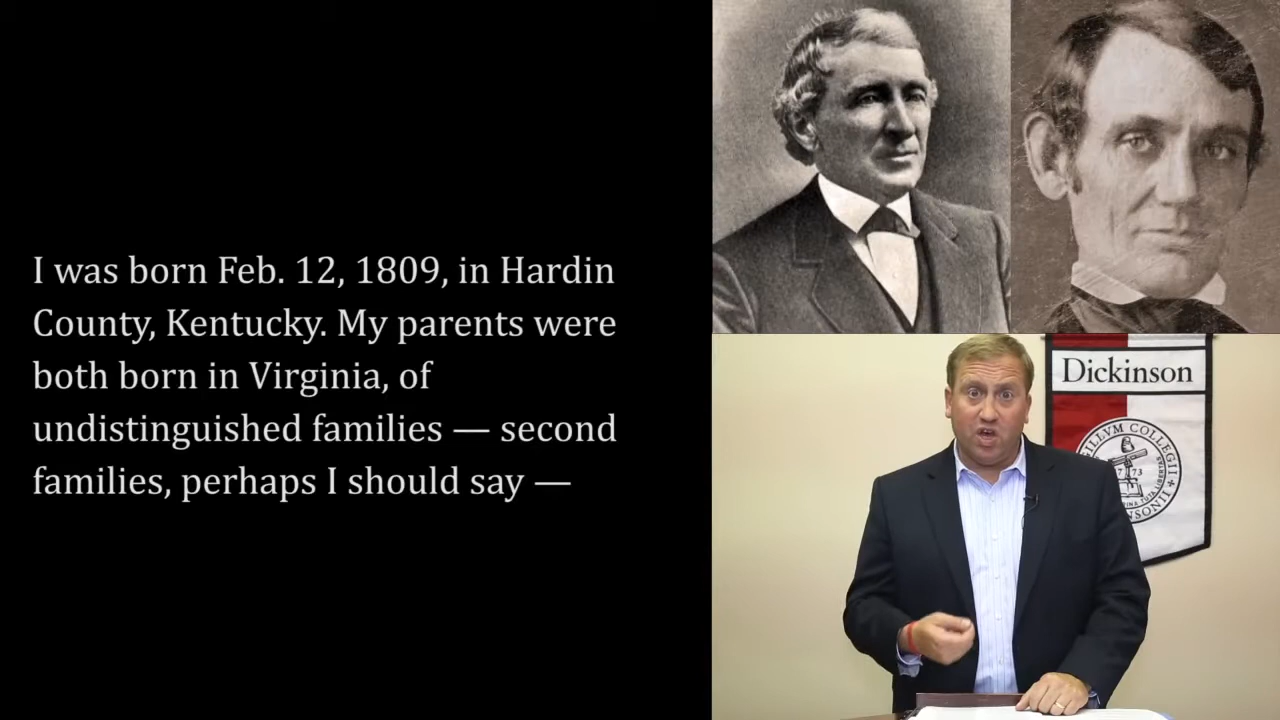 I was born Feb. 12, 1809, in Hardin
County, Kentucky. My parents were
both born in Virginia, of
undistinguished families — second
families, perhaps I should say —
Dickinson